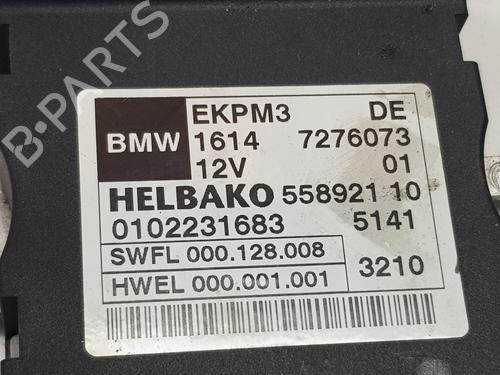 BMW
EKPM3 DE
1614 7276073
12V 01
HELBAKO 558921 10
0102231683 5141
SWFL 000.128.008
HWEL 000.001.001
3210